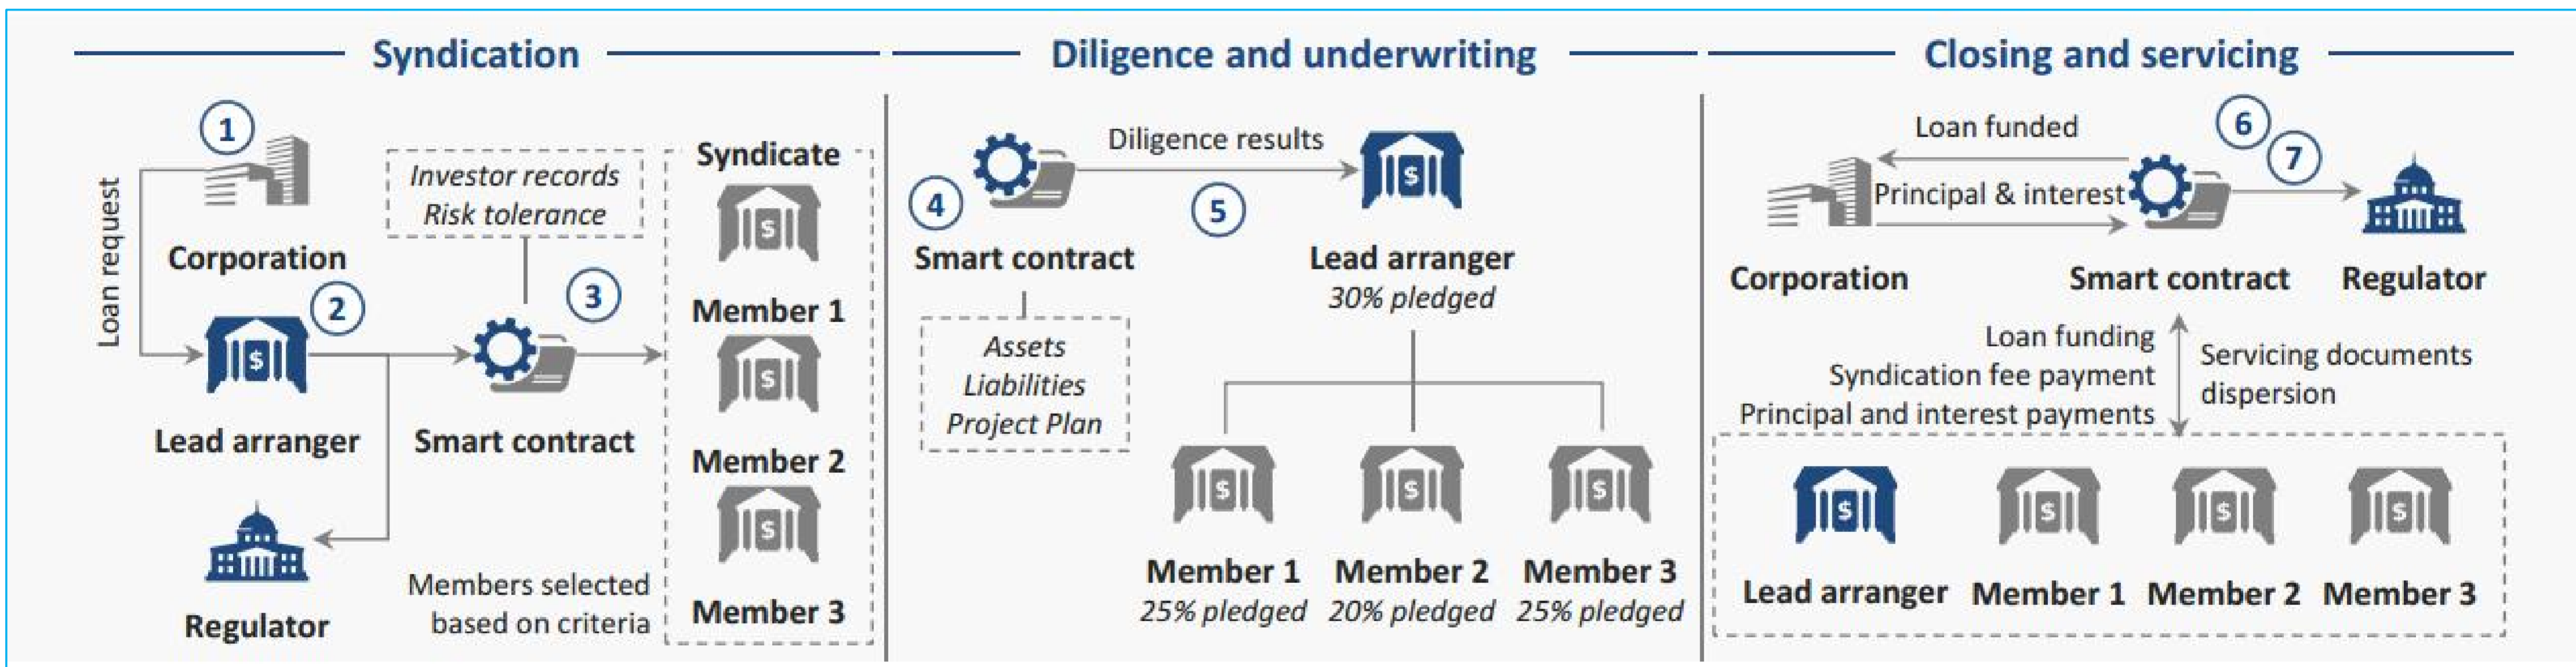 Syndication
1
Loan request
Corporation
2
Lead arranger
Regulator
Investor records
Risk tolerance
3
Smart contract
Members selected
based on criteria
Syndicate
$
Member 1
$
Member 2
$
Member 3
$
Diligence and underwriting
4
Smart contract
Assets
Liabilities
Project Plan
Diligence results
5
$
Lead arranger
30% pledged
$
$
$
Member 1
25% pledged
Member 2
20% pledged
Member 3
25% pledged
Closing and servicing
Loan funded
6
7
Principal & interest
Corporation
Smart contract
Regulator
Loan funding
Syndication fee payment
Principal and interest payments
Servicing documents
dispersion
$
$
$
$
Lead arranger
Member 1
Member 2
Member 3